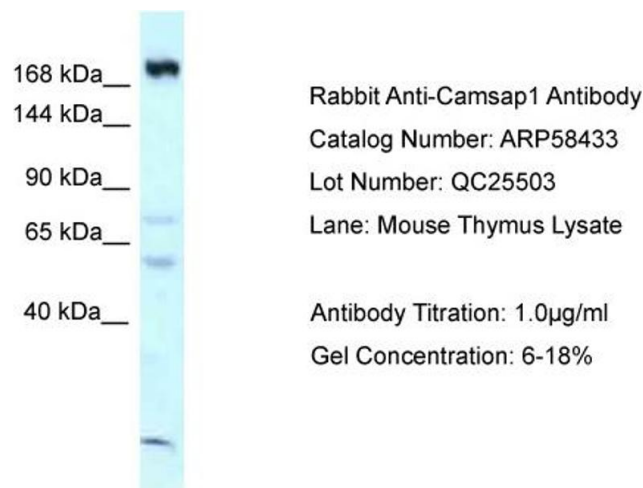 168 kDa__
144 kDa__
90 kDa__
65 kDa__
40 kDa__
Rabbit Anti-Camsap1 Antibody
Catalog Number: ARP58433
Lot Number: QC25503
Lane: Mouse Thymus Lysate
Antibody Titration: 1.0µg/ml
Gel Concentration: 6-18%